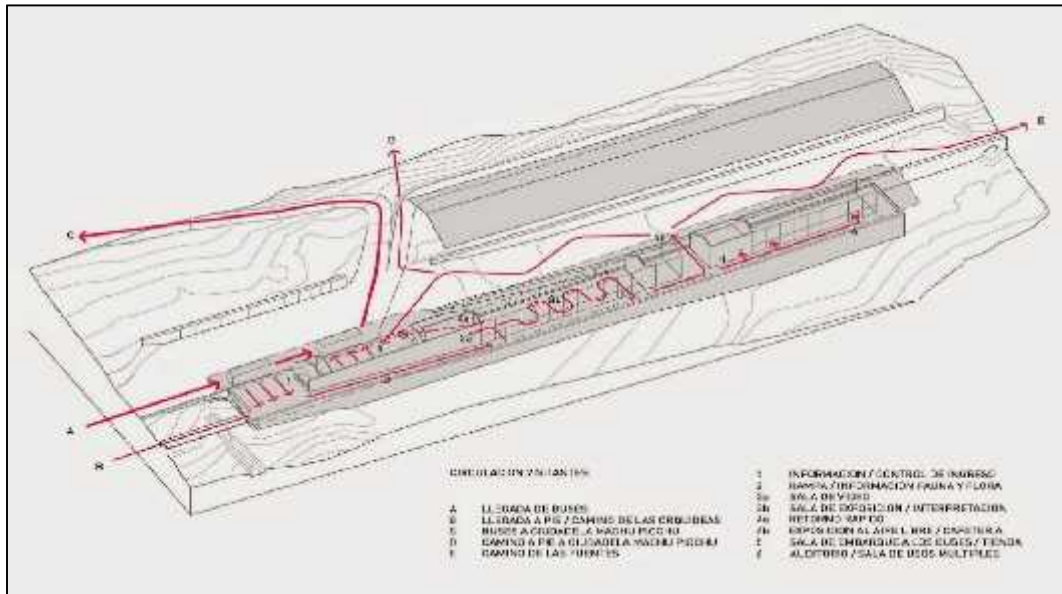 C
D
E
A
B
CIRCULACION VISITANTES
A LLEGADA DE BUSES
B LLEGADA A PIE / CAMINO DE LAS ORQUIDEAS
C BUSES A CIUDADELA MACHU PICCHU
D CAMINO A PIE A CIUDADELA MACHU PICCHU
E CAMINO DE LAS FUENTES
1 INFORMACION / CONTROL DE INGRESO
2 RAMPA / INFORMACION FAUNA Y FLORA
3a SALA DE VIDEO
3b SALA DE EXPOSICION / INTERPRETACION
4a RETORNO RAPIDO
4b EXPOSICION AL AIRE LIBRE / CAFETERIA
5 SALA DE EMBARQUE A LOS BUSES / TIENDA
6 AUDITORIO / SALA DE USOS MULTIPLES